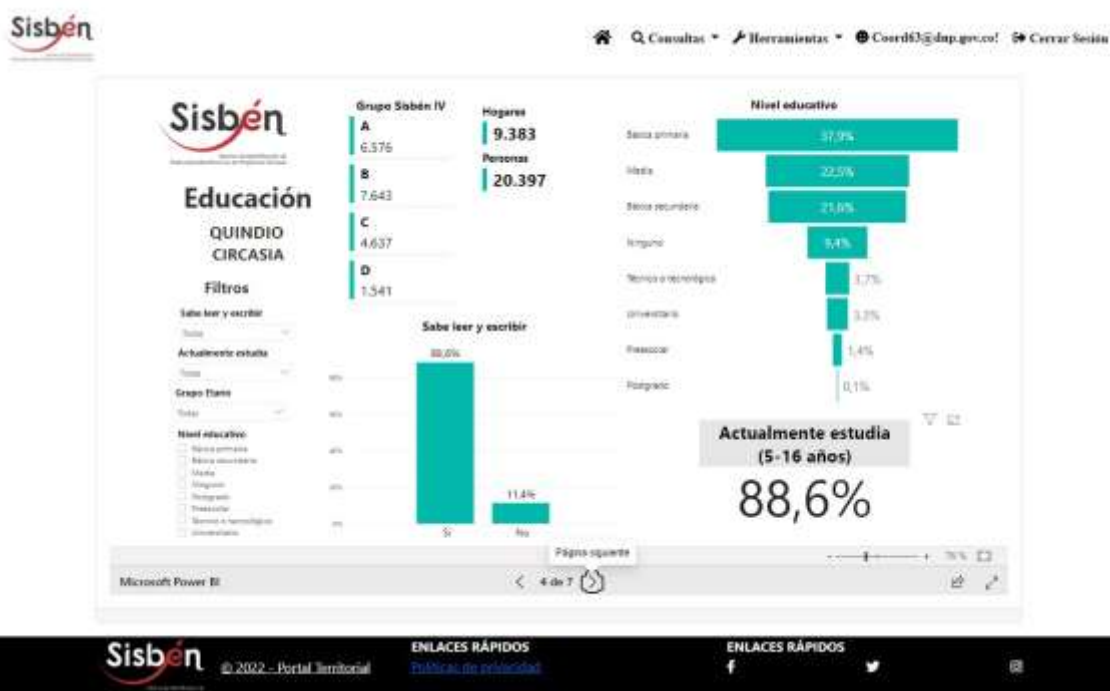 Sisbén
Consultas
Herramientas
Coord63@dnp.gov.co!
Cerrar Sesión
Sisbén
Educación
QUINDIO
CIRCASIA
Filtros
Sabe leer y escribir
Todas
Actualmente estudia
Todas
Grupo Etario
Todas
Nivel educativo
Básica primaria
Básica secundaria
Media
Ninguno
Postgrado
Preescolar
Técnico o tecnológico
Universitario
Grupo Sisbén IV
A
6.576
B
7.643
C
4.637
D
1.541
Hogares
9.383
Personas
20.397
Sabe leer y escribir
88,6%
11,4%
Si
No
Nivel educativo
Básica primaria
37,9%
Media
22,5%
Básica secundaria
21,6%
Ninguno
9,4%
Técnico o tecnológico
3,7%
Universitario
Preescolar
1,4%
Postgrado
0,1%
Actualmente estudia
(5-16 años)
88,6%
Página siguiente
Microsoft Power BI
4 de 7
76%
Sisbén
© 2022 - Portal Territorial
ENLACES RÁPIDOS
Políticas de privacidad
ENLACES RÁPIDOS